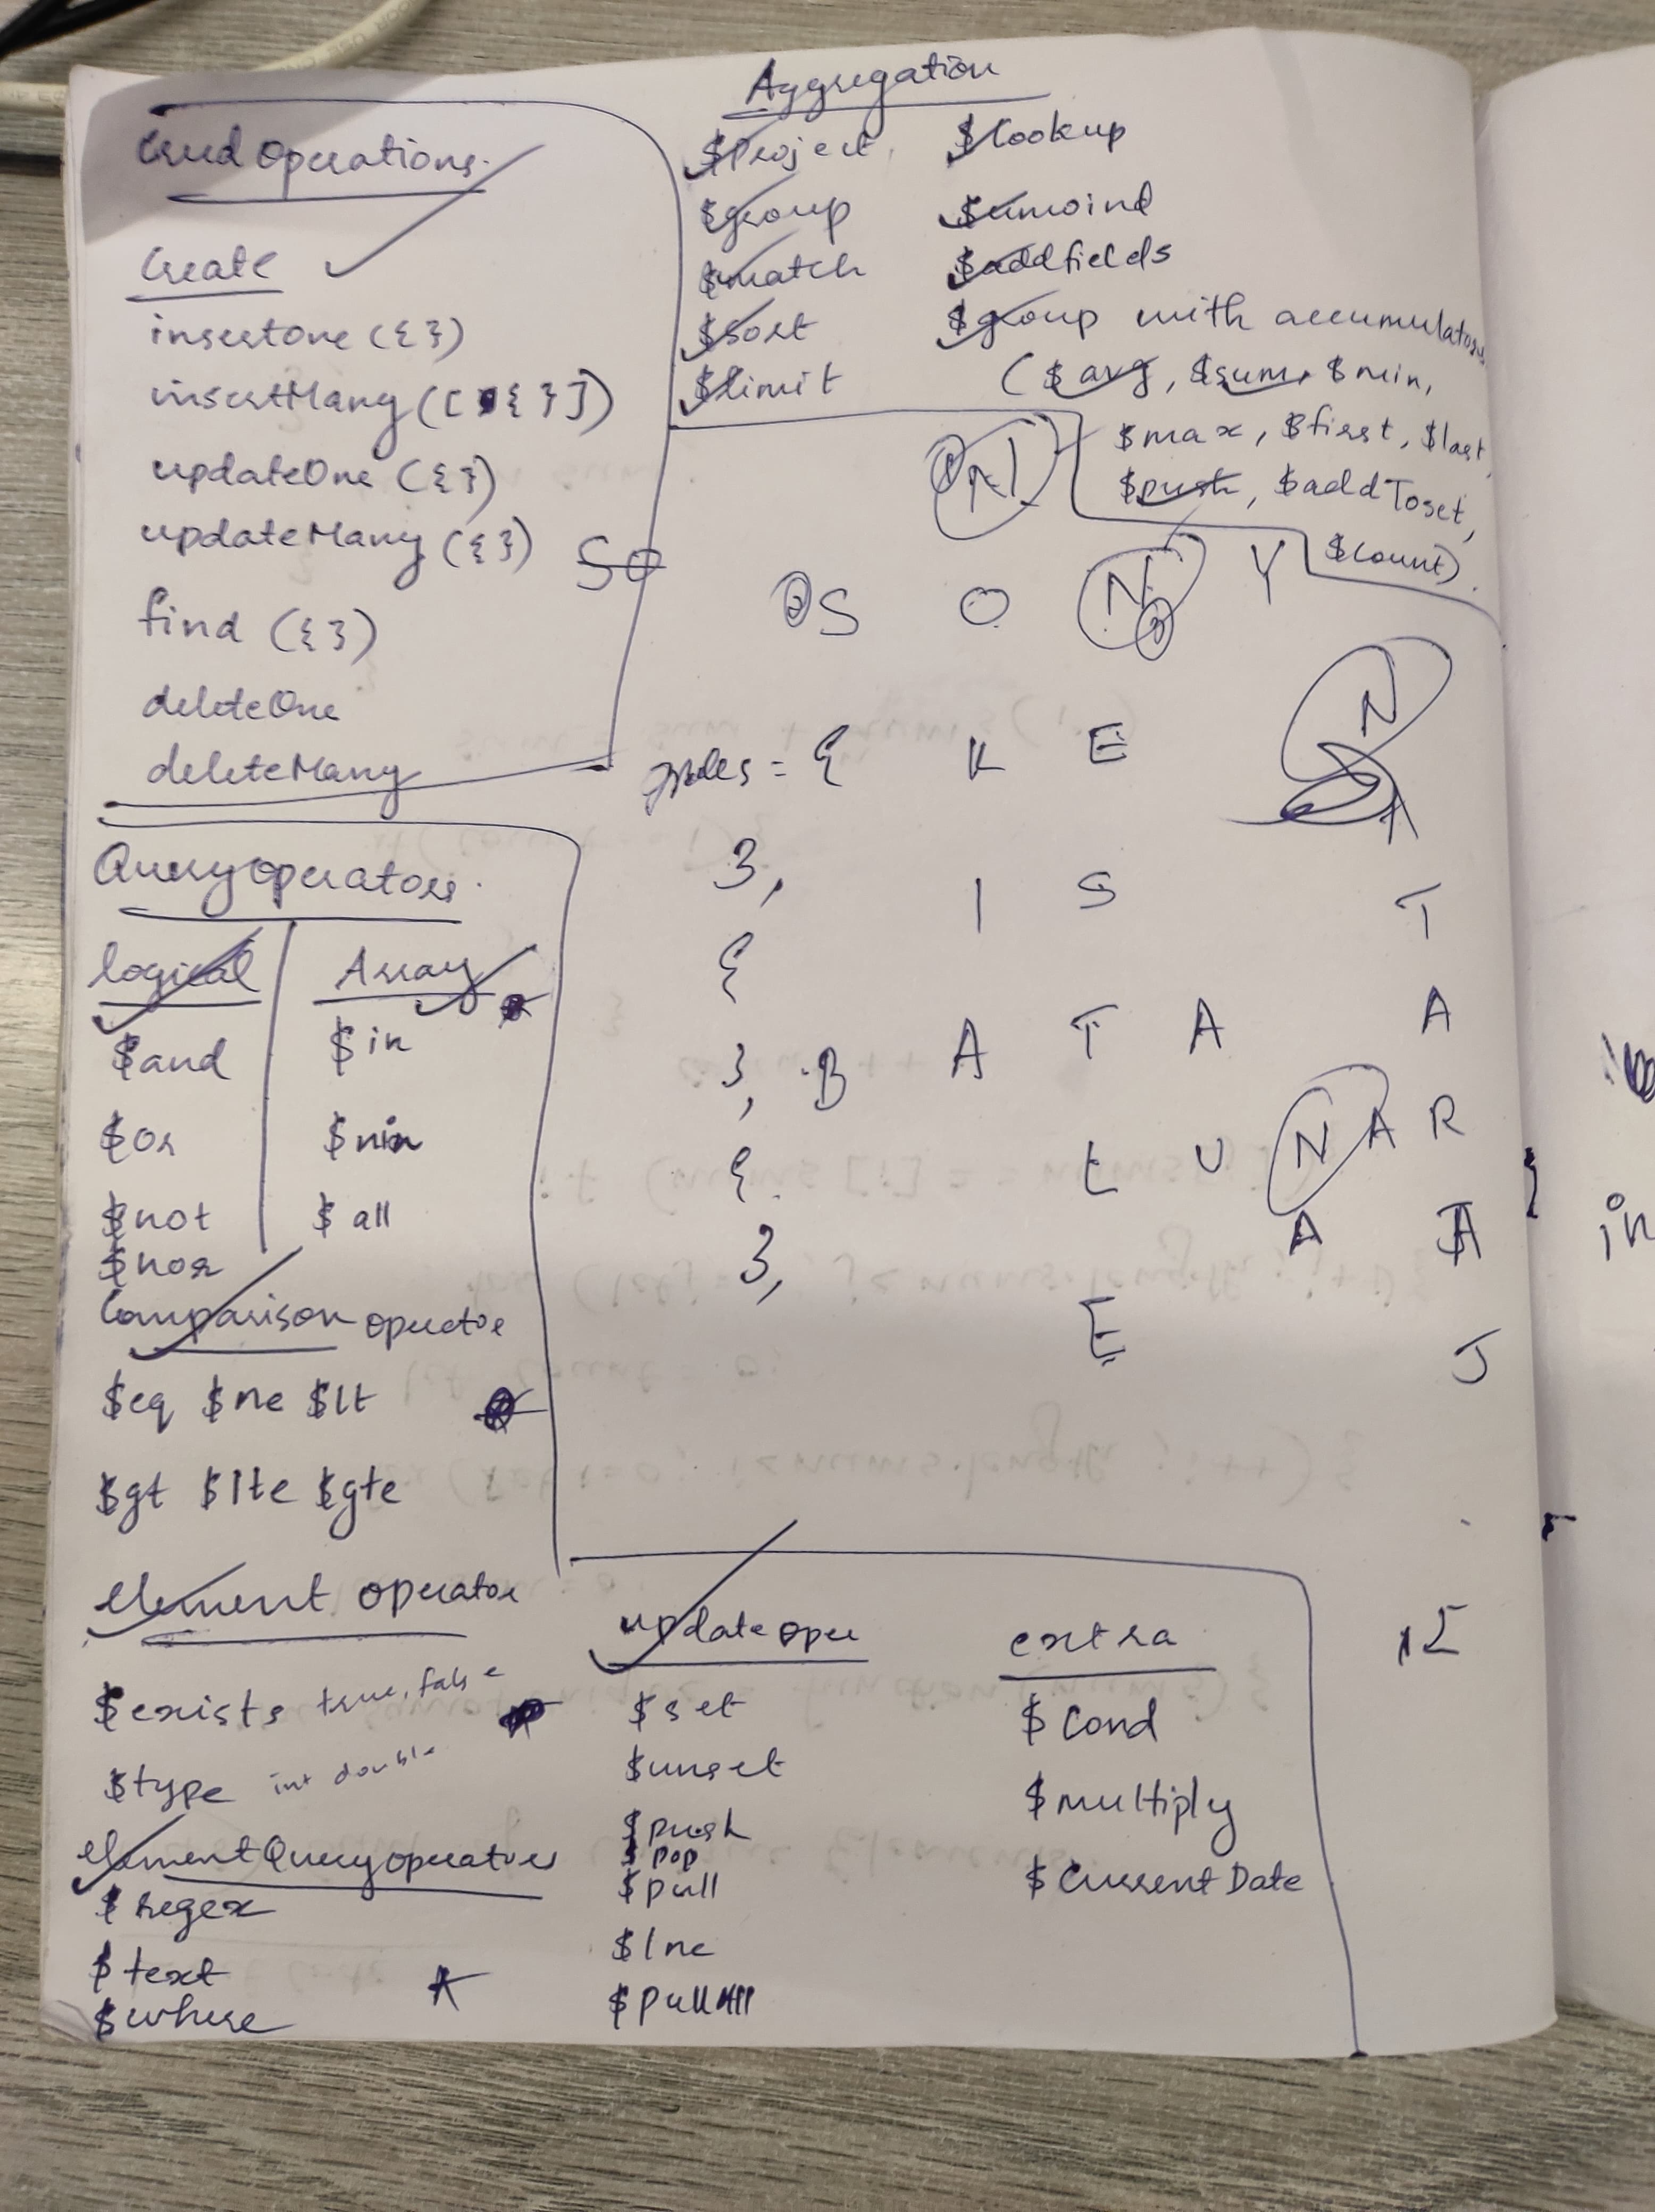 Crud Operations.
Create
insertOne ({ })
insertMany ([ { } ])
updateOne ({ })
updateMany ({ })
find ({ })
deleteOne
deleteMany
Aggregation
$project $lookup
$group $unwind
$match $addfields
$sort $group with accumulators
$limit ($avg, $sum, $min,
$max, $first, $last,
$push, $addToset,
$count)
SO
N
S O N Y
N
= { K E
A
}, I S T
{
}, B A T A A
{ L U N A R
}, A A
E J
Query operators.
logical Array
$and $in
$or $nin
$not $all
$nor
Comparison operator
$eq $ne $lt
$gt $lte $gte
element operator
$exists true, false
$type int double
element Query operators
$regex
$text
$where
update oper
$set
$unset
$push
$pop
$pull
$Inc
$pullAll
extra
$Cond
$multiply
$CurrentDate
in